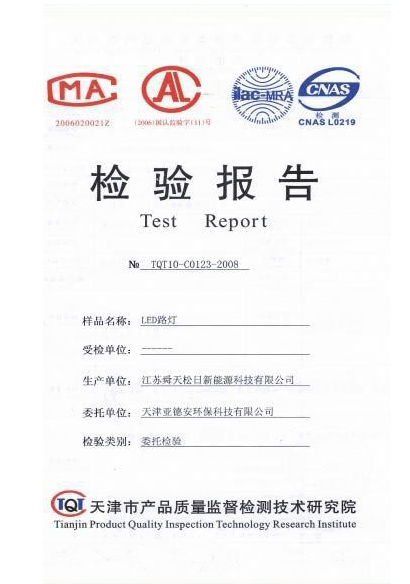 MA
AL
ilac-MRA
CNAS
2006020021Z
(2006)国认监验字(11)号
检 测
CNAS L0219
检验报告
Test Report
№ TQT10-C0123-2008
样品名称: LED路灯
受检单位: ------
生产单位: 江苏舜天松日新能源科技有限公司
委托单位: 天津亚德安环保科技有限公司
检验类别: 委托检验
TQT 天津市产品质量监督检测技术研究院
Tianjin Product Quality Inspection Technology Research Institute